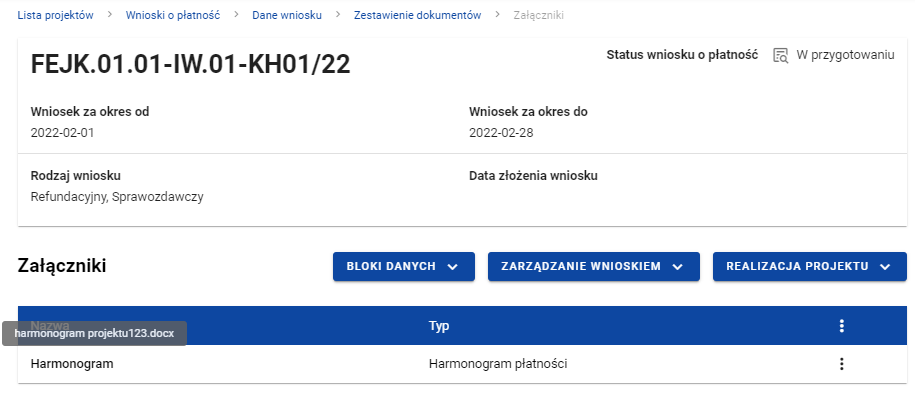 Lista projektów > Wnioski o płatność > Dane wniosku > Zestawienie dokumentów > Załączniki
FEJK.01.01-IW.01-KH01/22
Status wniosku o płatność W przygotowaniu
Wniosek za okres od Wniosek za okres do
2022-02-01 2022-02-28
Rodzaj wniosku Data złożenia wniosku
Refundacyjny, Sprawozdawczy
Załączniki BLOKI DANYCH ZARZĄDZANIE WNIOSKIEM REALIZACJA PROJEKTU
Nazwa Typ
harmonogram projektu123.docx
Harmonogram Harmonogram płatności